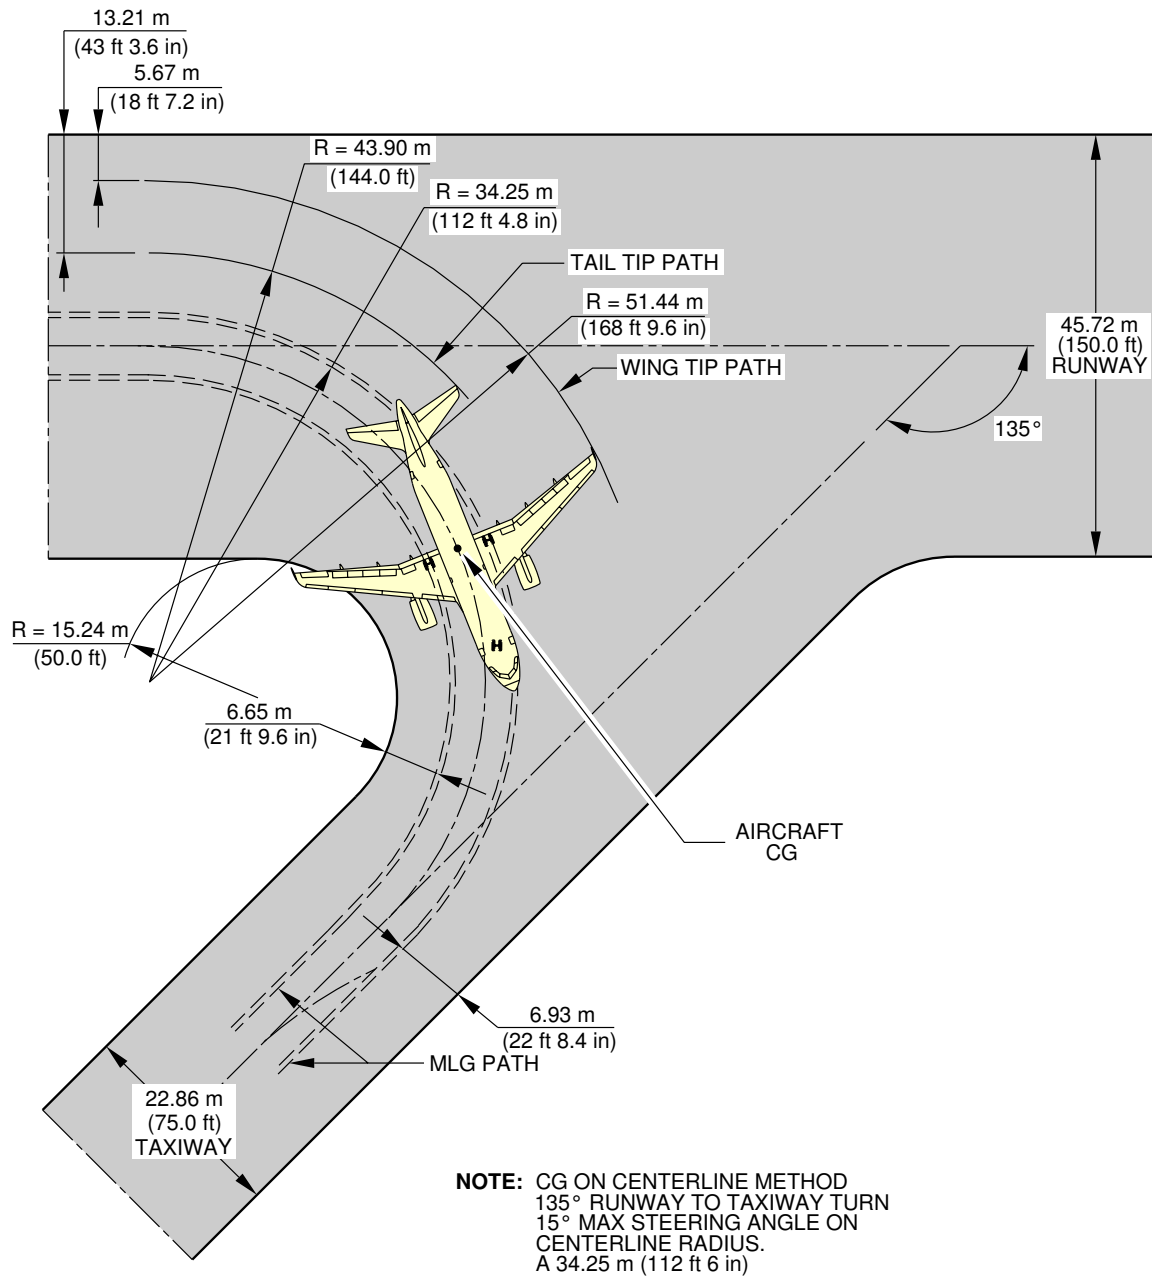 13.21 m
(43 ft 3.6 in)
5.67 m
(18 ft 7.2 in)
R = 43.90 m
(144.0 ft)
R = 34.25 m
(112 ft 4.8 in)
TAIL TIP PATH
R = 51.44 m
(168 ft 9.6 in)
WING TIP PATH
45.72 m
(150.0 ft)
RUNWAY
135°
R = 15.24 m
(50.0 ft)
6.65 m
(21 ft 9.6 in)
AIRCRAFT
CG
6.93 m
(22 ft 8.4 in)
MLG PATH
22.86 m
(75.0 ft)
TAXIWAY
NOTE: CG ON CENTERLINE METHOD
135° RUNWAY TO TAXIWAY TURN
15° MAX STEERING ANGLE ON
CENTERLINE RADIUS.
A 34.25 m (112 ft 6 in)